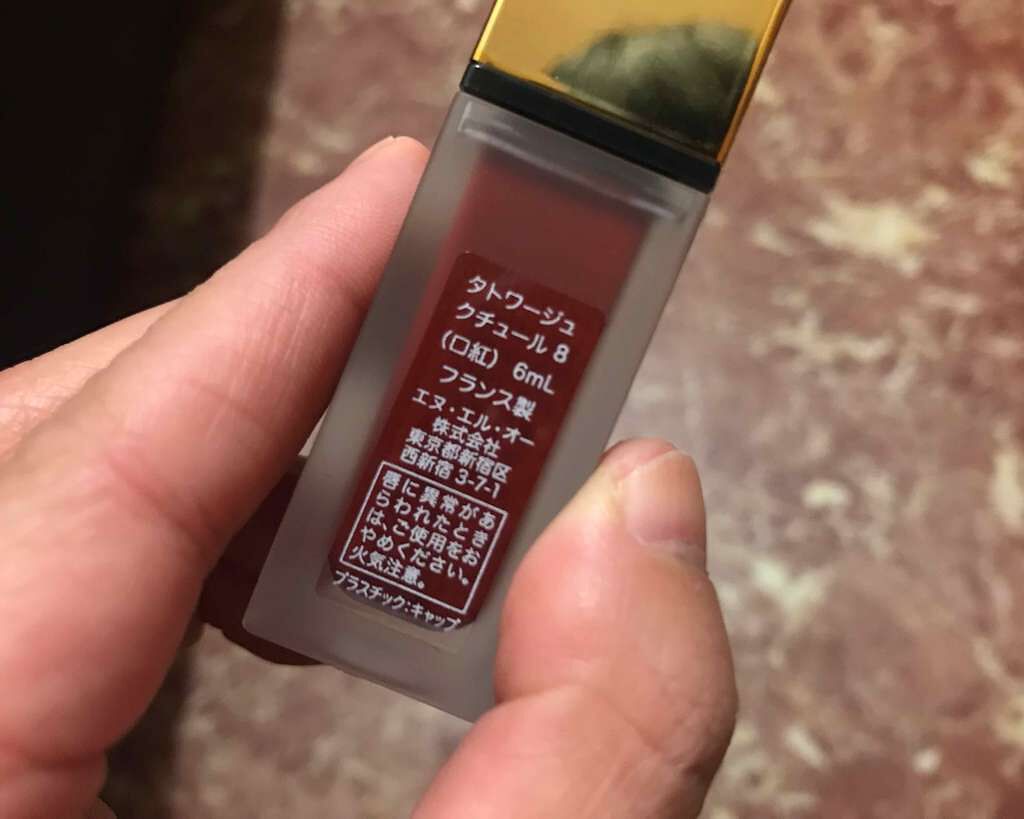 タトワージュ
クチュール 8
（口紅） 6mL
フランス製
エヌ・エル・オー
株式会社
東京都新宿区
西新宿 3-7-1
唇に異常があ
らわれたとき
は、ご使用をお
やめください。
火気注意。
プラスチック：キャップ